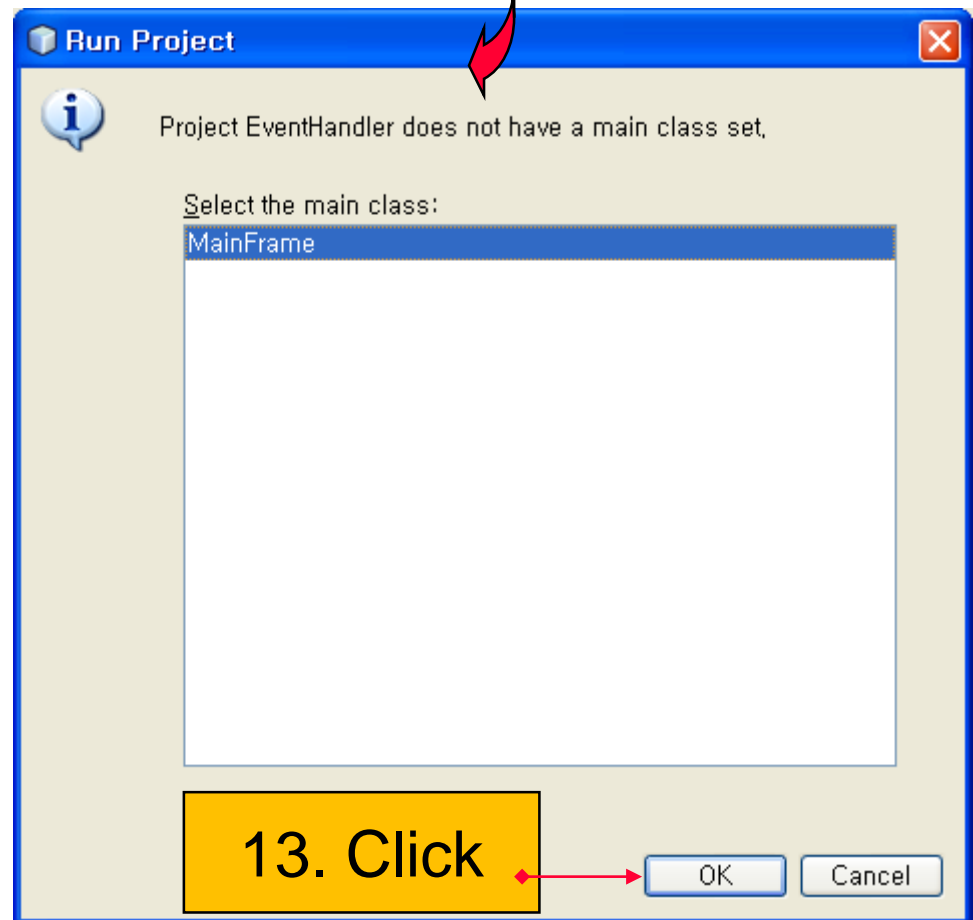 Run Project
Project EventHandler does not have a main class set,
Select the main class:
MainFrame
13. Click
OK Cancel